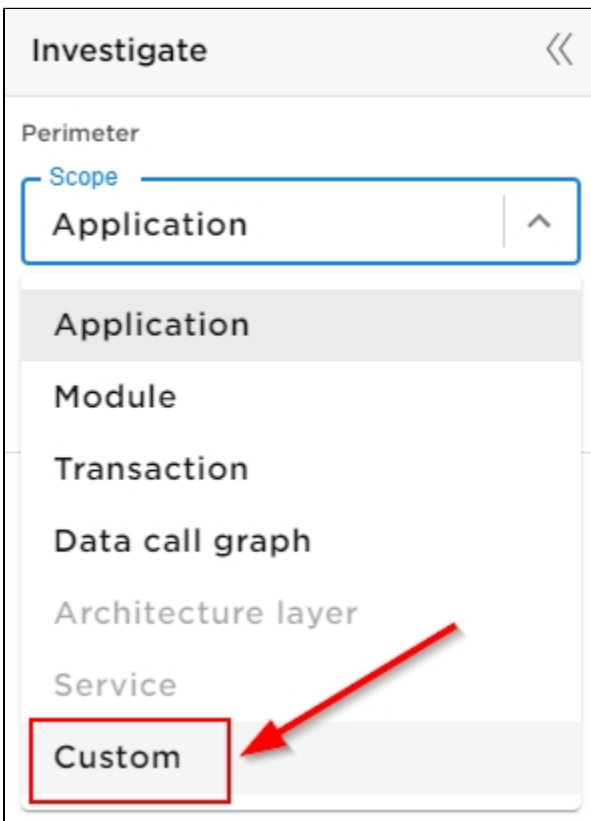 Investigate
Perimeter
Scope
Application
Application
Module
Transaction
Data call graph
Architecture layer
Service
Custom